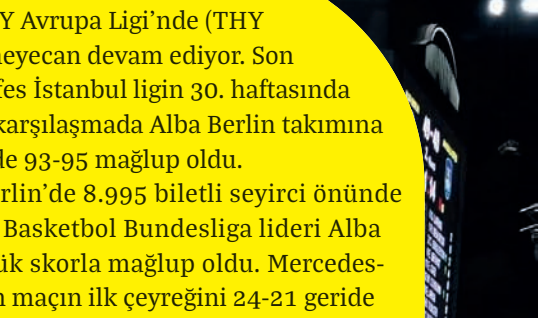 Y Avrupa Ligi’nde (THY
heyecan devam ediyor. Son
fes İstanbul ligin 30. haftasında
karşılaşmada Alba Berlin takımına
de 93-95 mağlup oldu.
rlin’de 8.995 biletli seyirci önünde
Basketbol Bundesliga lideri Alba
ük skorla mağlup oldu. Mercedes-
n maçın ilk çeyreğini 24-21 geride